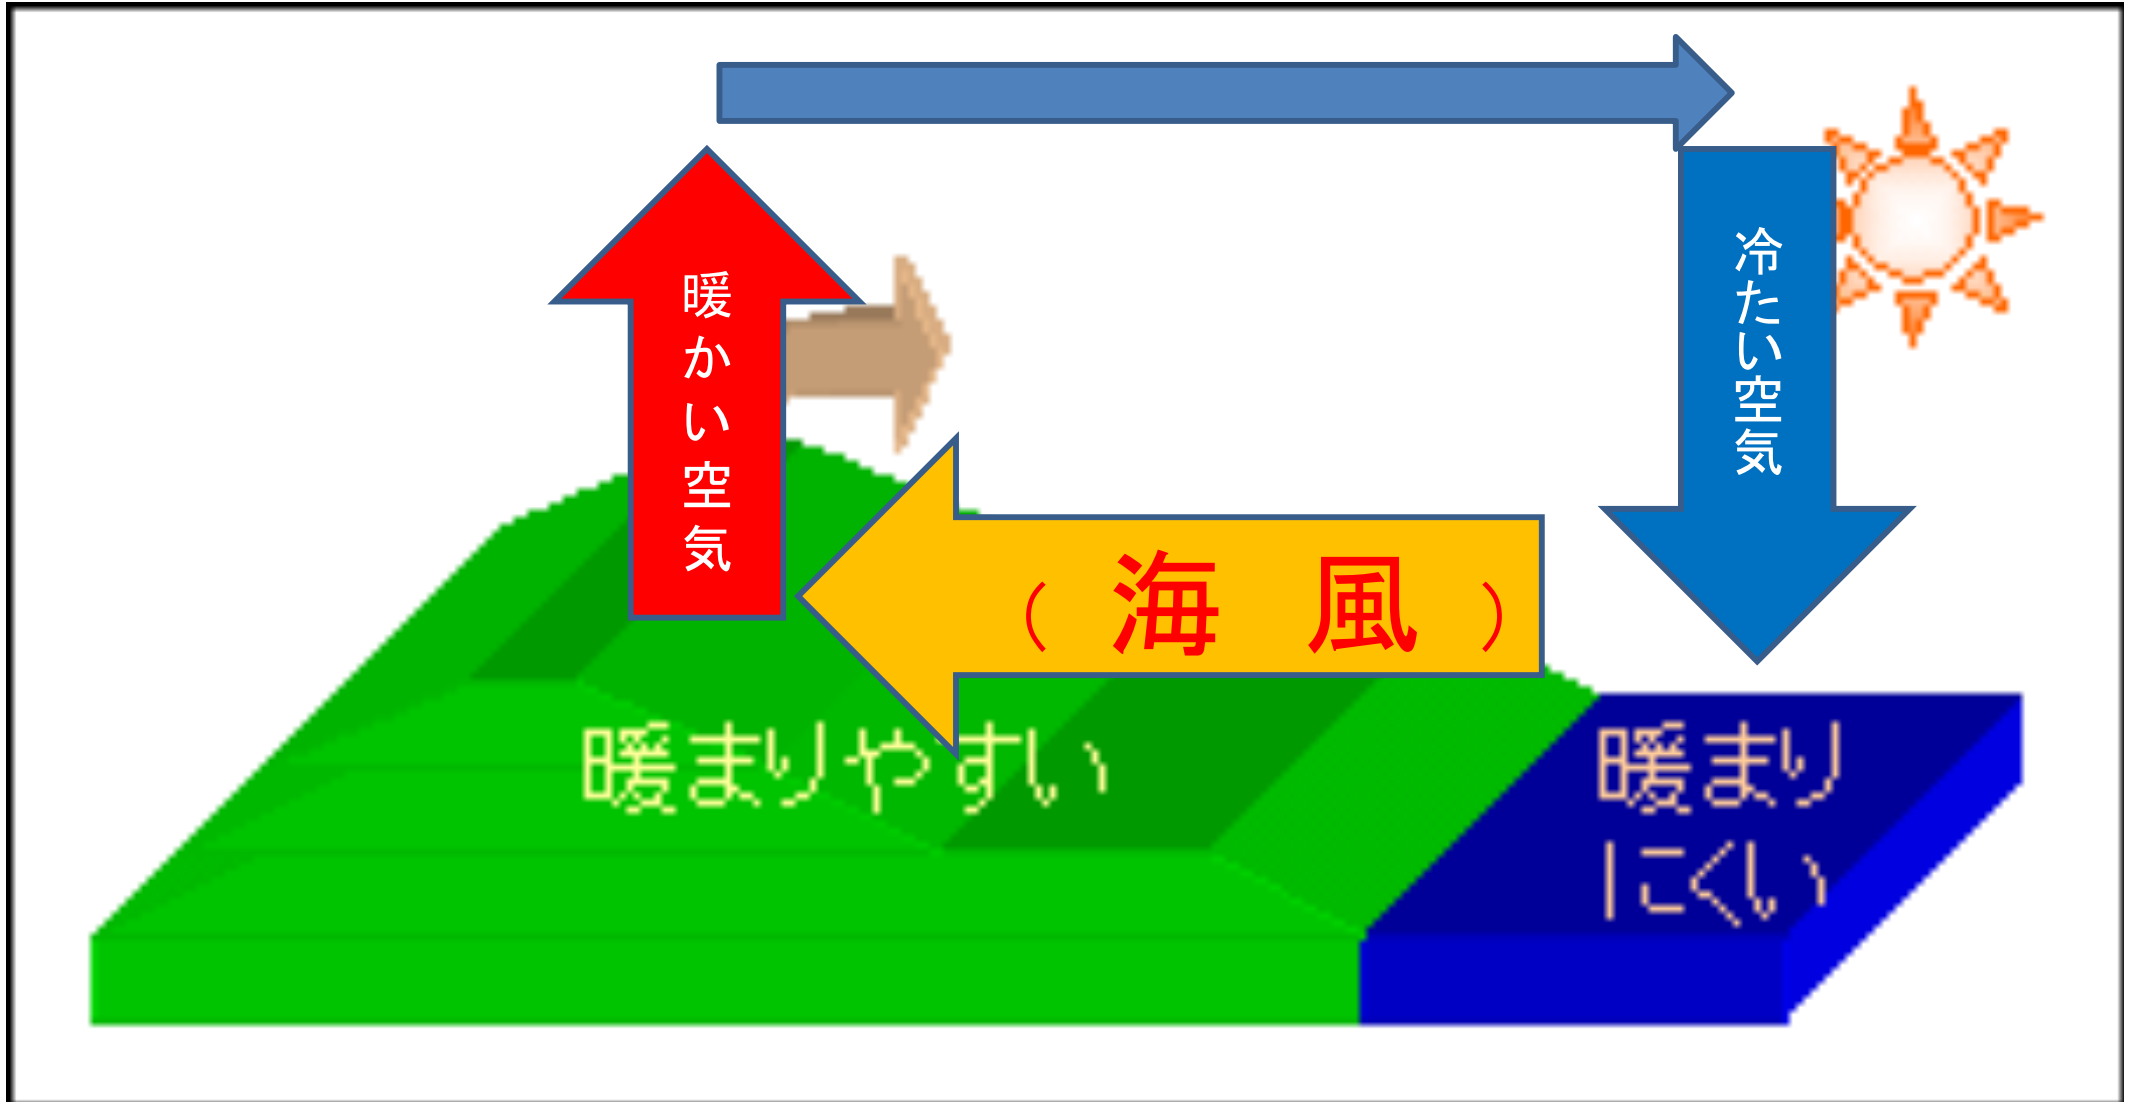 暖かい空気
冷たい空気
（ 海 風 ）
暖まりやすい
暖まり
にくい